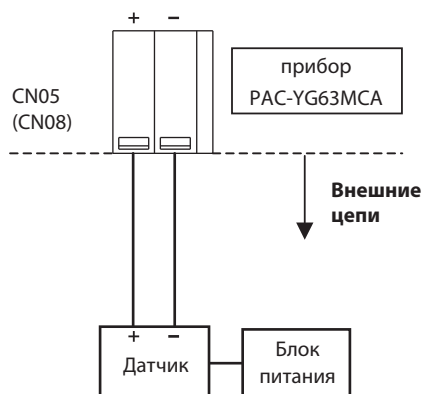 + −
прибор
PAC-YG63MCA
CN05
(CN08)
Внешние
цепи
+ −
Датчик
Блок
питания